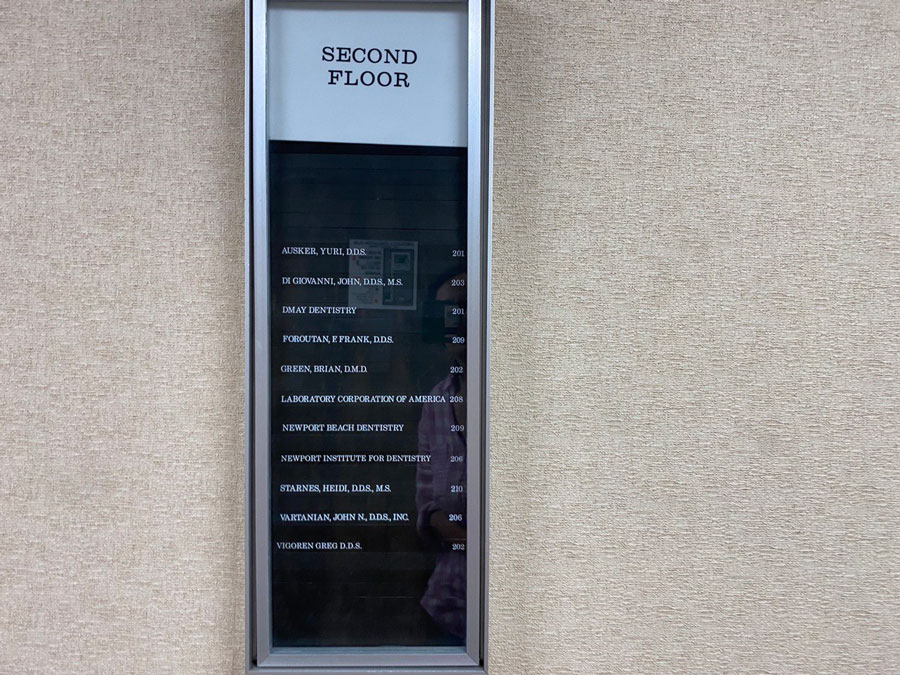 SECOND
FLOOR
AUSKER, YURI, D.D.S. 201
DI GIOVANNI, JOHN, D.D.S., M.S. 203
DMAY DENTISTRY 201
FOROUTAN, F. FRANK, D.D.S. 209
GREEN, BRIAN, D.M.D. 202
LABORATORY CORPORATION OF AMERICA 208
NEWPORT BEACH DENTISTRY 209
NEWPORT INSTITUTE FOR DENTISTRY 206
STARNES, HEIDI, D.D.S., M.S. 210
VARTANIAN, JOHN N., D.D.S., INC. 206
VIGOREN GREG D.D.S. 202